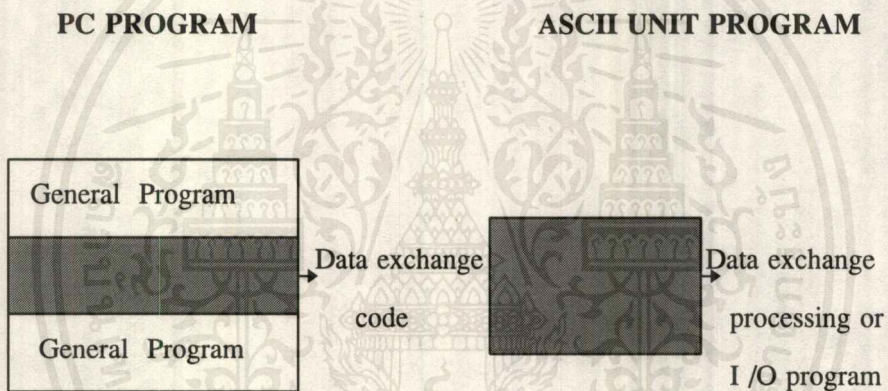 PC PROGRAM
ASCII UNIT PROGRAM
General Program
Data exchange
code
General Program
Data exchange
processing or
I /O program